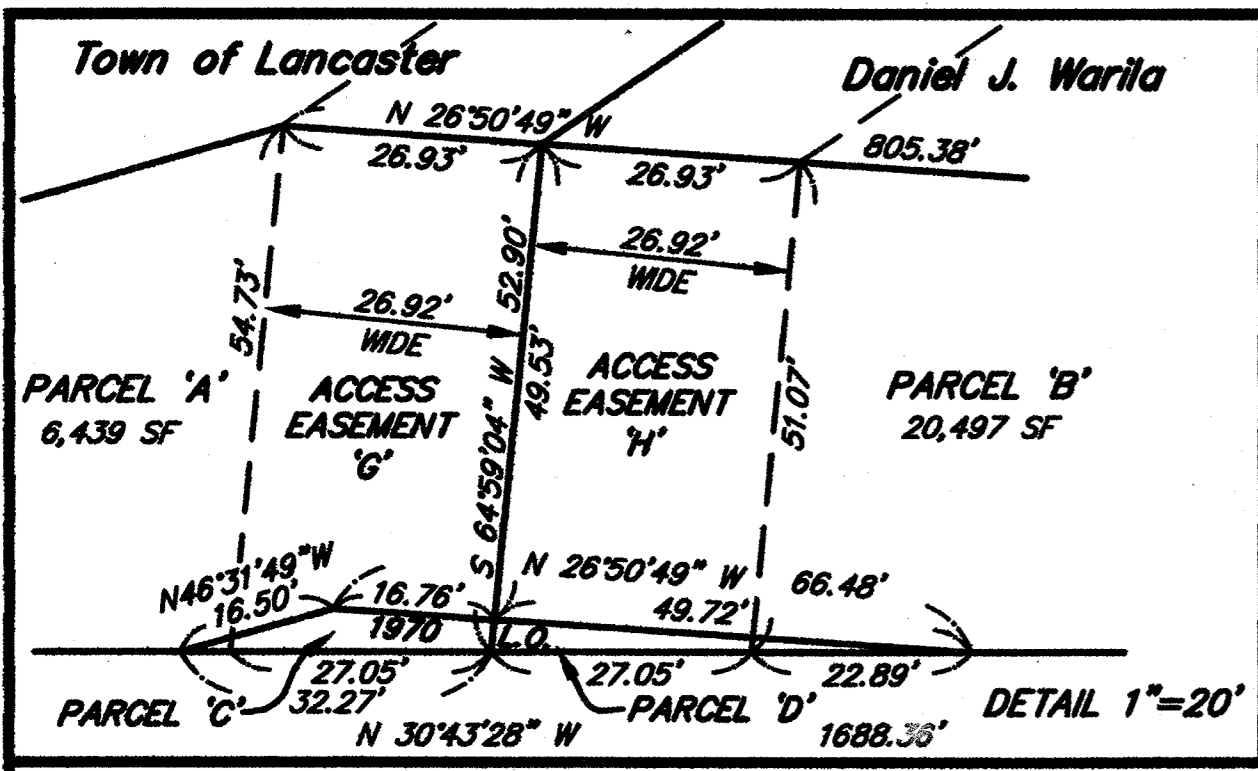 Town of Lancaster
Daniel J. Warila
N 26°50'49" W
805.38'
26.93'
26.93'
26.92'
WIDE
52.90'
54.73'
26.92'
WIDE
49.53'
S 64°59'04" W
51.07'
PARCEL 'A'
6,439 SF
ACCESS
EASEMENT
'G'
ACCESS
EASEMENT
'H'
PARCEL 'B'
20,497 SF
N46°31'49"W
16.50'
16.76'
1970
L.O.
N 26°50'49" W
49.72'
66.48'
27.05'
32.27'
27.05'
22.89'
PARCEL 'C'
PARCEL 'D'
DETAIL 1"=20'
N 30°43'28" W
1688.36'